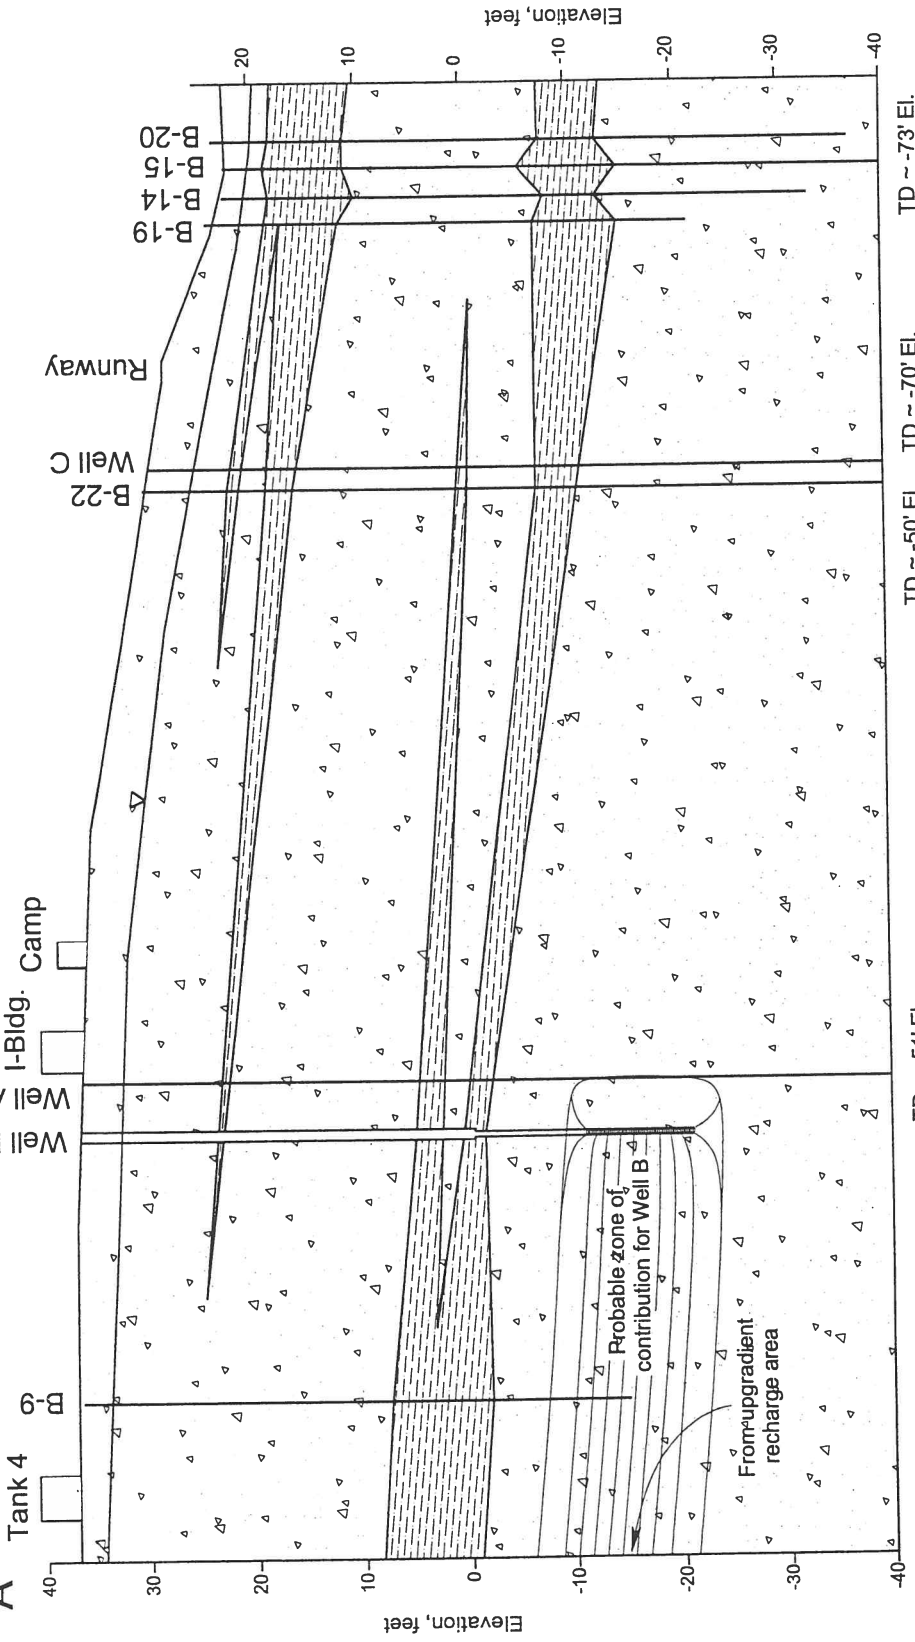 A
Tank 4
B-9
Well
Well
I-Bldg.
Camp
B-22
Well C
Runway
B-19
B-14
B-15
B-20
Elevation, feet
40
30
20
10
0
-10
-20
-30
-40
Elevation, feet
20
10
0
-10
-20
-30
-40
Probable zone of
contribution for Well B
From upgradient
recharge area
TD ~ -50' El.
TD ~ -70' El.
TD ~ -73' El.